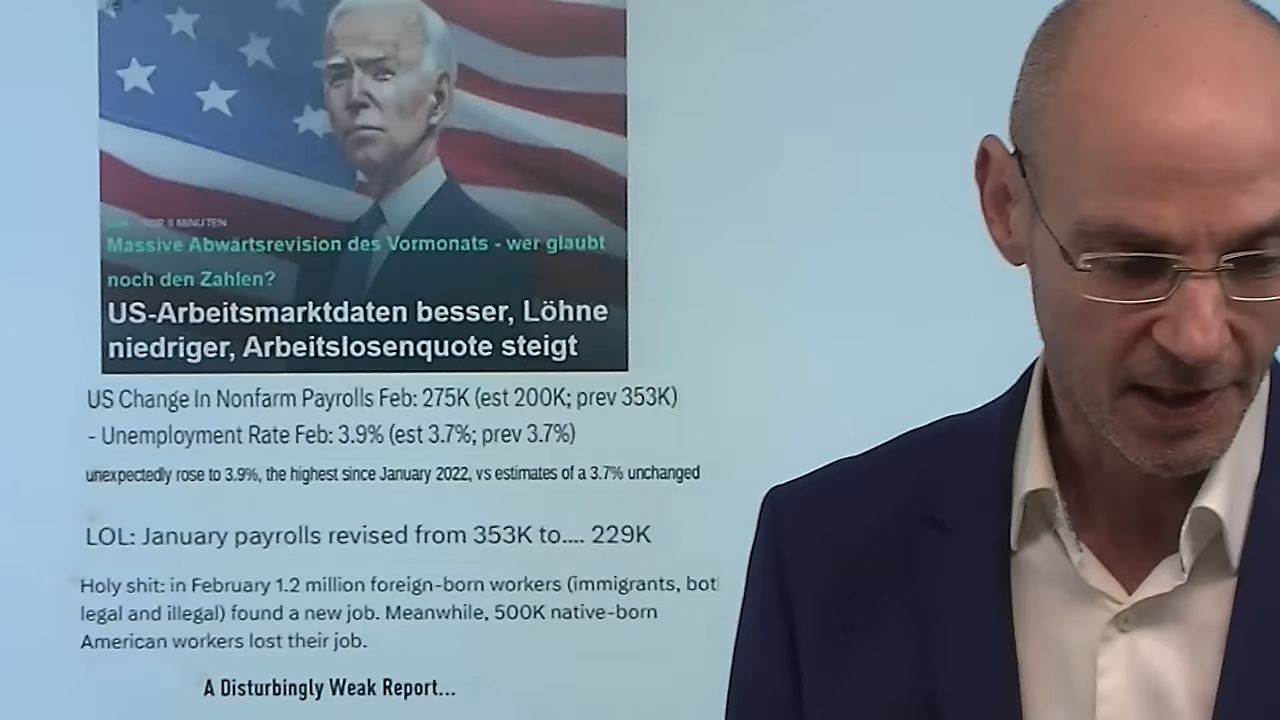 MINUTEN
Massive Abwärtsrevision des Vormonats - wer glaubt
noch den Zahlen?
US-Arbeitsmarktdaten besser, Löhne
niedriger, Arbeitslosenquote steigt
US Change In Nonfarm Payrolls Feb: 275K (est 200K; prev 353K)
- Unemployment Rate Feb: 3.9% (est 3.7%; prev 3.7%)
unexpectedly rose to 3.9%, the highest since January 2022, vs estimates of a 3.7% unchanged
LOL: January payrolls revised from 353K to.... 229K
Holy shit: in February 1.2 million foreign-born workers (immigrants, bot
legal and illegal) found a new job. Meanwhile, 500K native-born
American workers lost their job.
A Disturbingly Weak Report...